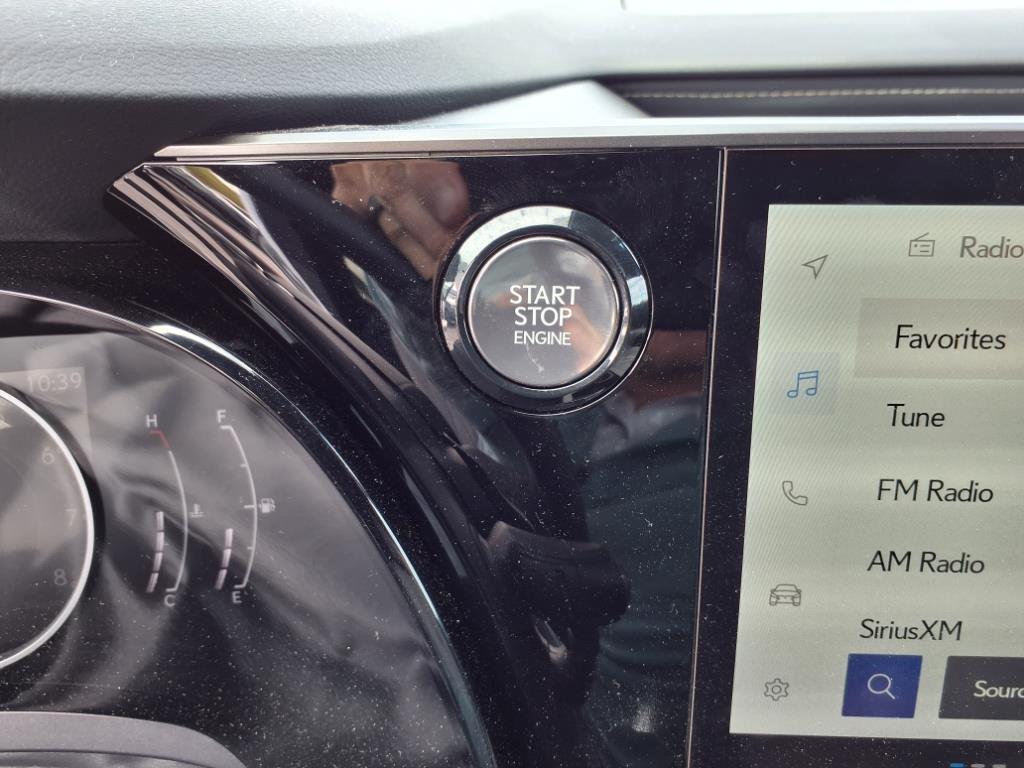 START
STOP
ENGINE
10:39
6
7
8
H
C
F
E
Radio
Favorites
Tune
FM Radio
AM Radio
SiriusXM